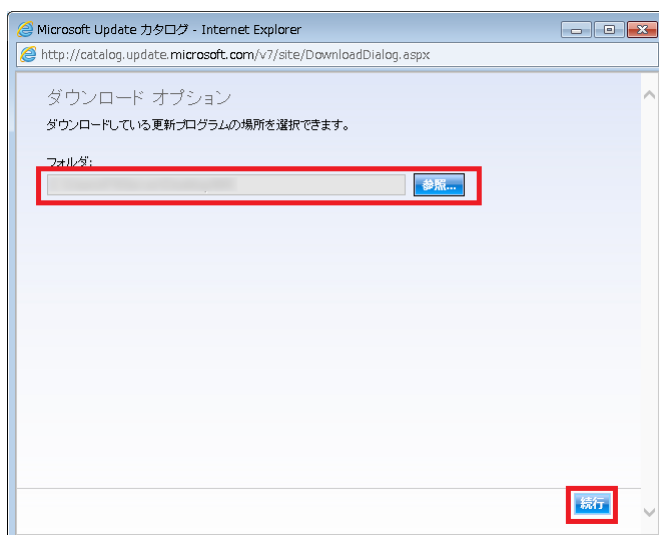 Microsoft Update カタログ - Internet Explorer
http://catalog.update.microsoft.com/v7/site/DownloadDialog.aspx
ダウンロード オプション
ダウンロードしている更新プログラムの場所を選択できます。
フォルダ:
参照...
続行